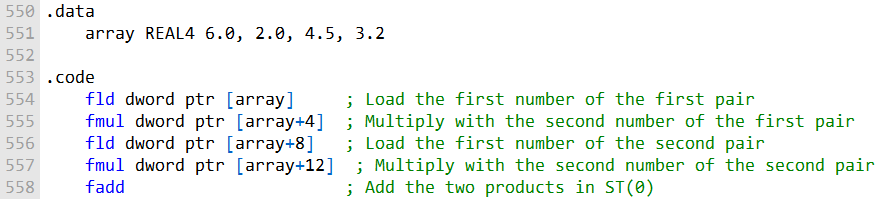 550 .data
551     array REAL4 6.0, 2.0, 4.5, 3.2
552
553 .code
554     fld dword ptr [array]     ; Load the first number of the first pair
555     fmul dword ptr [array+4]  ; Multiply with the second number of the first pair
556     fld dword ptr [array+8]   ; Load the first number of the second pair
557     fmul dword ptr [array+12]  ; Multiply with the second number of the second pair
558     fadd                      ; Add the two products in ST(0)